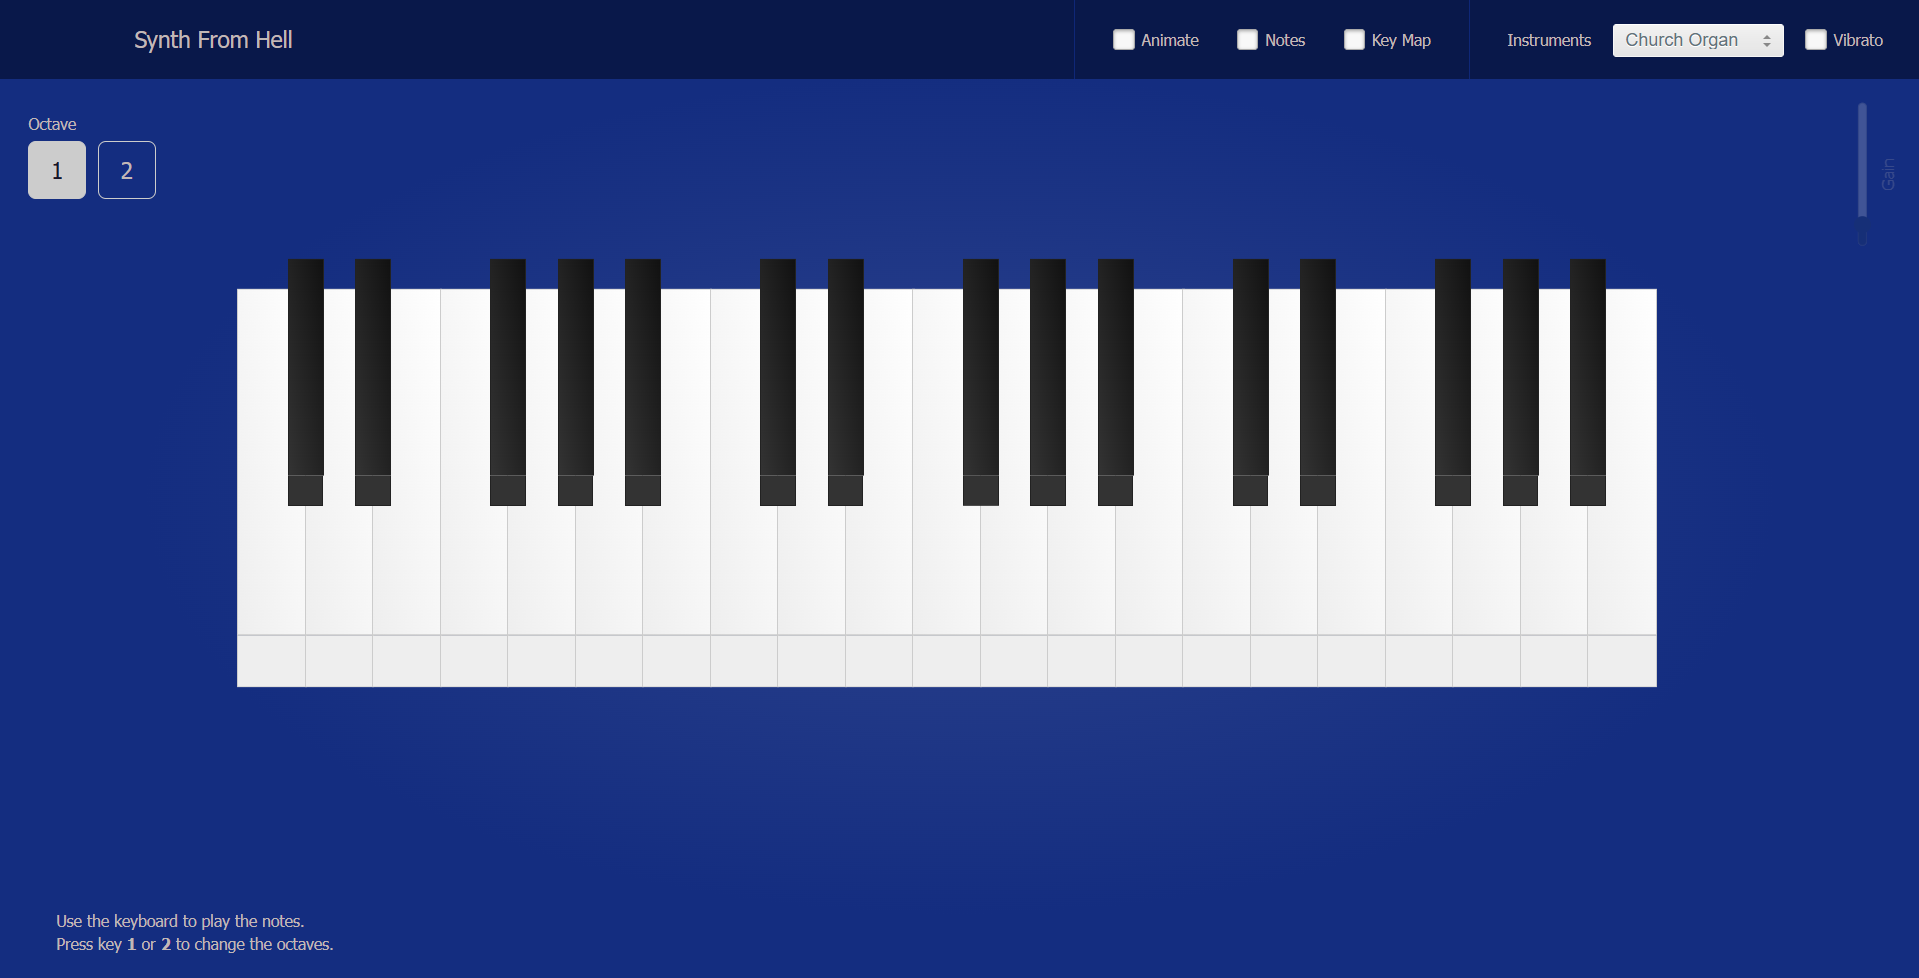 Synth From Hell
Animate
Notes
Key Map
Instruments
Church Organ
Vibrato
Octave
1
2
Gain
Use the keyboard to play the notes.
Press key 1 or 2 to change the octaves.